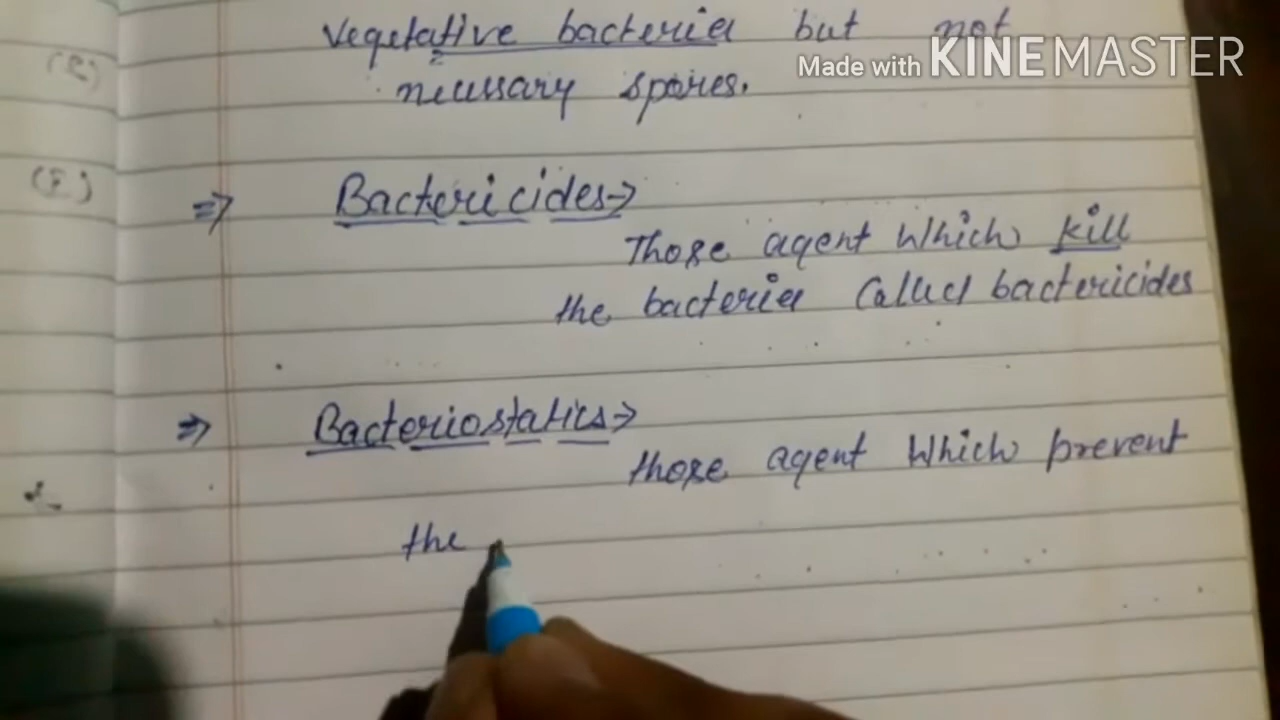 vegetative bacteria but not
Made with KINEMASTER
necessary spores.
(E)
⇒ Bactericides→
Those agent which kill
the bacteria called bactericides
⇒ Bacteriostatics→
those agent which prevent
the